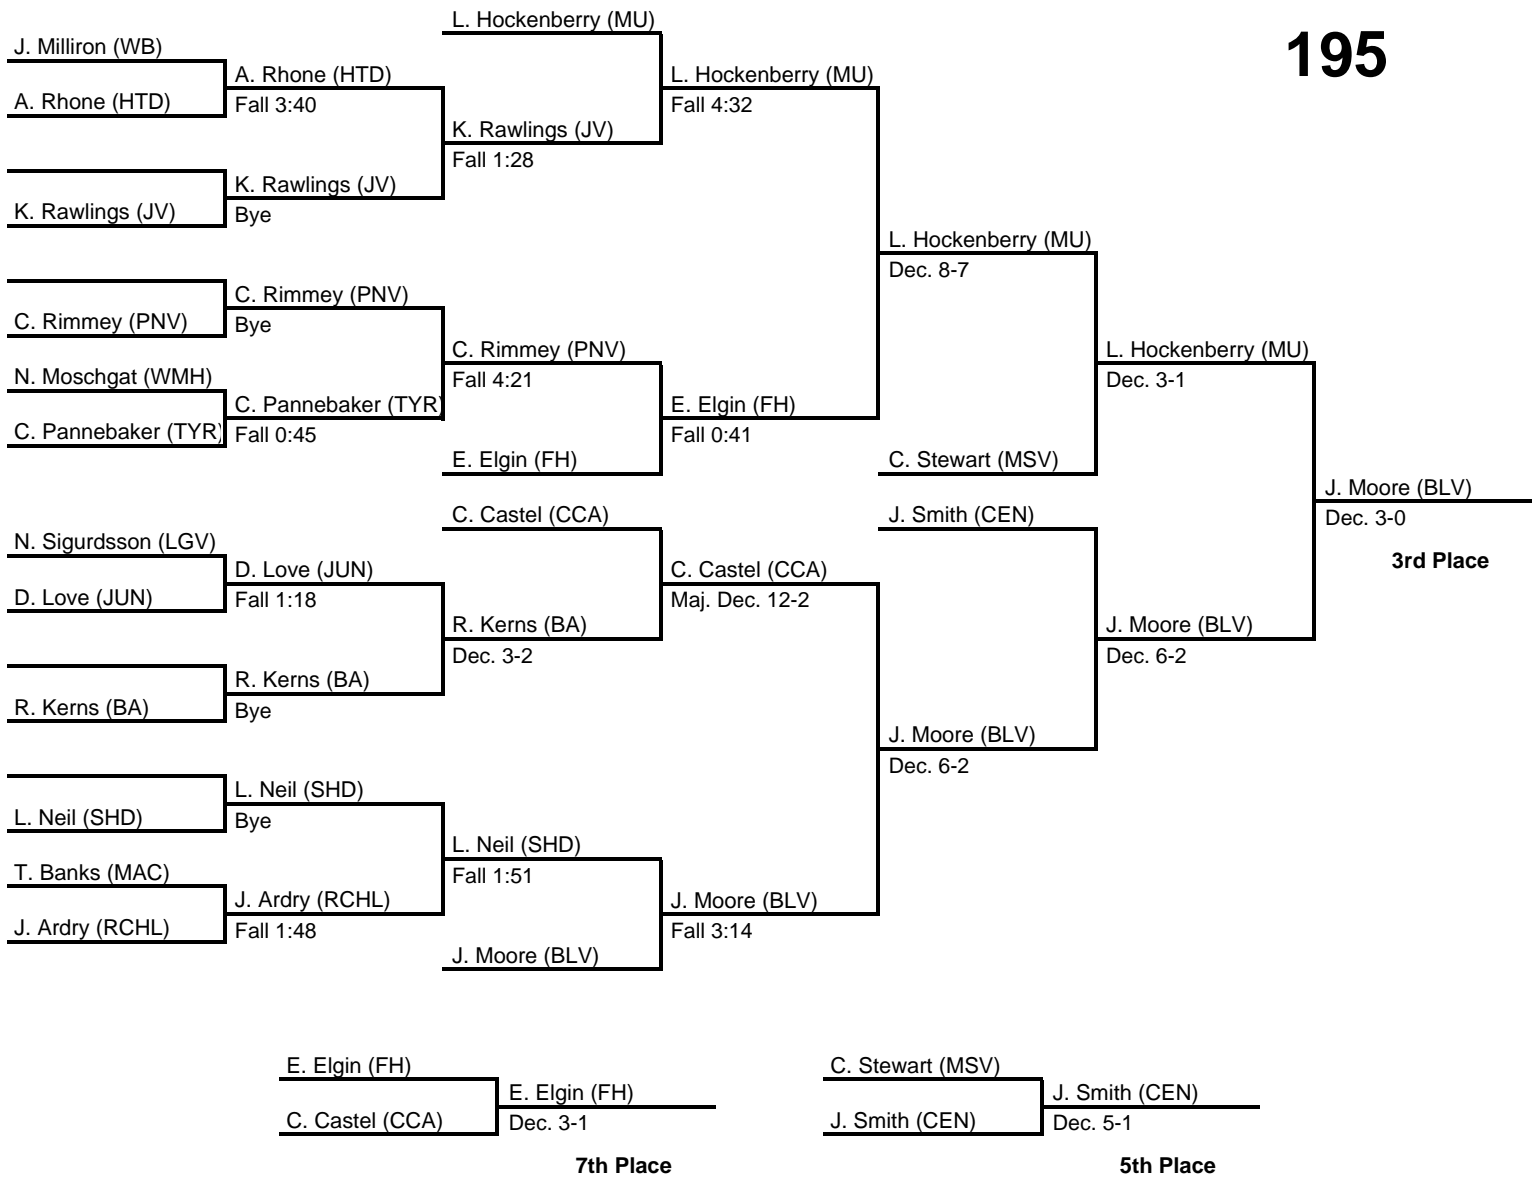 195
L. Hockenberry (MU)
J. Milliron (WB)
A. Rhone (HTD)
L. Hockenberry (MU)
A. Rhone (HTD)
Fall 3:40
Fall 4:32
K. Rawlings (JV)
Fall 1:28
K. Rawlings (JV)
K. Rawlings (JV)
Bye
L. Hockenberry (MU)
Dec. 8-7
C. Rimmey (PNV)
C. Rimmey (PNV)
Bye
C. Rimmey (PNV)
L. Hockenberry (MU)
N. Moschgat (WMH)
Fall 4:21
Dec. 3-1
C. Pannebaker (TYR)
E. Elgin (FH)
C. Pannebaker (TYR)
Fall 0:45
Fall 0:41
E. Elgin (FH)
C. Stewart (MSV)
J. Moore (BLV)
C. Castel (CCA)
J. Smith (CEN)
Dec. 3-0
N. Sigurdsson (LGV)
3rd Place
D. Love (JUN)
C. Castel (CCA)
D. Love (JUN)
Fall 1:18
Maj. Dec. 12-2
R. Kerns (BA)
J. Moore (BLV)
Dec. 3-2
Dec. 6-2
R. Kerns (BA)
R. Kerns (BA)
Bye
J. Moore (BLV)
Dec. 6-2
L. Neil (SHD)
L. Neil (SHD)
Bye
L. Neil (SHD)
T. Banks (MAC)
Fall 1:51
J. Ardry (RCHL)
J. Moore (BLV)
J. Ardry (RCHL)
Fall 1:48
Fall 3:14
J. Moore (BLV)
E. Elgin (FH)
E. Elgin (FH)
C. Castel (CCA)
Dec. 3-1
7th Place
C. Stewart (MSV)
J. Smith (CEN)
J. Smith (CEN)
Dec. 5-1
5th Place